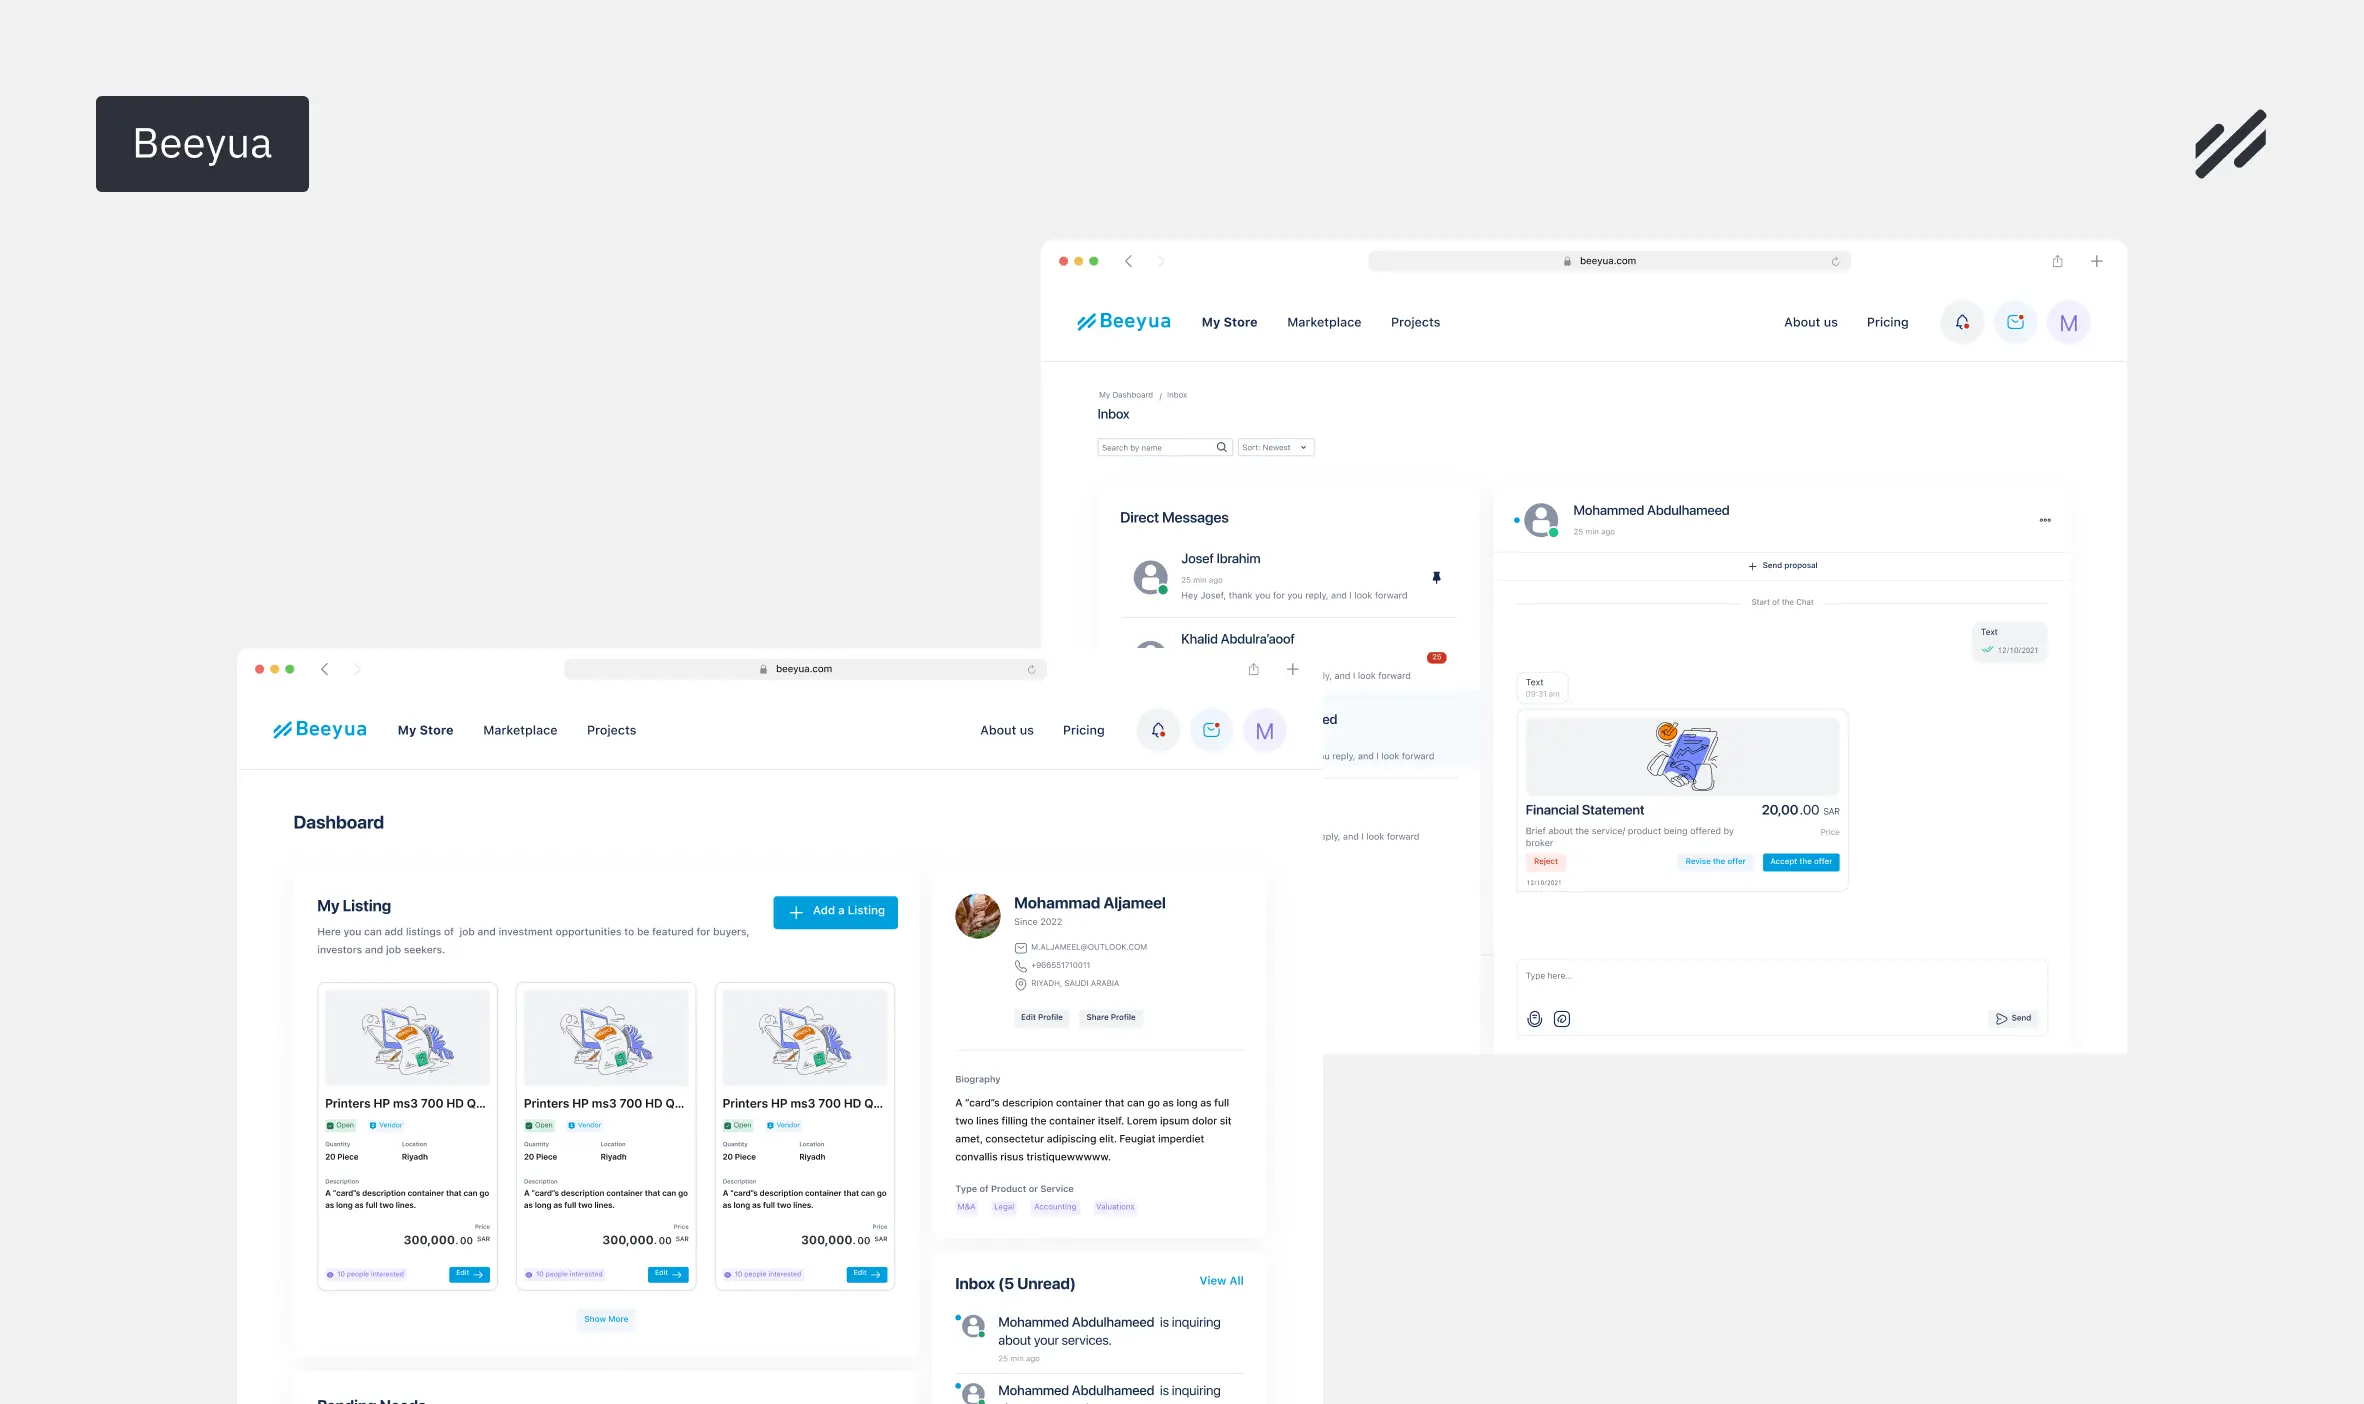 Beeyua
beeyua.com
Beeyua
My Store
Marketplace
Projects
About us
Pricing
M
My Dashboard / Inbox
Inbox
Search by name
Sort: Newest
Direct Messages
Josef Ibrahim
25 min ago
Hey Josef, thank you for you reply, and I look forward
Khalid Abdulra'aoof
25
ly, and I look forward
ed
u reply, and I look forward
eply, and I look forward
Mohammed Abdulhameed
25 min ago
Send proposal
Start of the Chat
Text
12/10/2021
Text
09:31 am
Financial Statement
20,00.00 SAR
Brief about the service/ product being offered by
broker
Price
Reject
Revise the offer
Accept the offer
12/10/2021
Type here...
Send
beeyua.com
Beeyua
My Store
Marketplace
Projects
About us
Pricing
M
Dashboard
My Listing
Here you can add listings of job and investment opportunities to be featured for buyers,
investors and job seekers.
Add a Listing
Printers HP ms3 700 HD Q...
Open
Vendor
Quantity
Location
20 Piece
Riyadh
Description
A "card"s description container that can go
as long as full two lines.
Price
300,000.00 SAR
10 people interested
Edit
Printers HP ms3 700 HD Q...
Open
Vendor
Quantity
Location
20 Piece
Riyadh
Description
A "card"s description container that can go
as long as full two lines.
Price
300,000.00 SAR
10 people interested
Edit
Printers HP ms3 700 HD Q...
Open
Vendor
Quantity
Location
20 Piece
Riyadh
Description
A "card"s description container that can go
as long as full two lines.
Price
300,000.00 SAR
10 people interested
Edit
Show More
Pending Needs
Mohammad Aljameel
Since 2022
M.ALJAMEEL@OUTLOOK.COM
+966551710011
RIYADH, SAUDI ARABIA
Edit Profile
Share Profile
Biography
A "card"s descripion container that can go as long as full
two lines filling the container itself. Lorem ipsum dolor sit
amet, consectetur adipiscing elit. Feugiat imperdiet
convallis risus tristiquewwwww.
Type of Product or Service
M&A
Legal
Accounting
Valuations
Inbox (5 Unread)
View All
Mohammed Abdulhameed is inquiring
about your services.
25 min ago
Mohammed Abdulhameed is inquiring